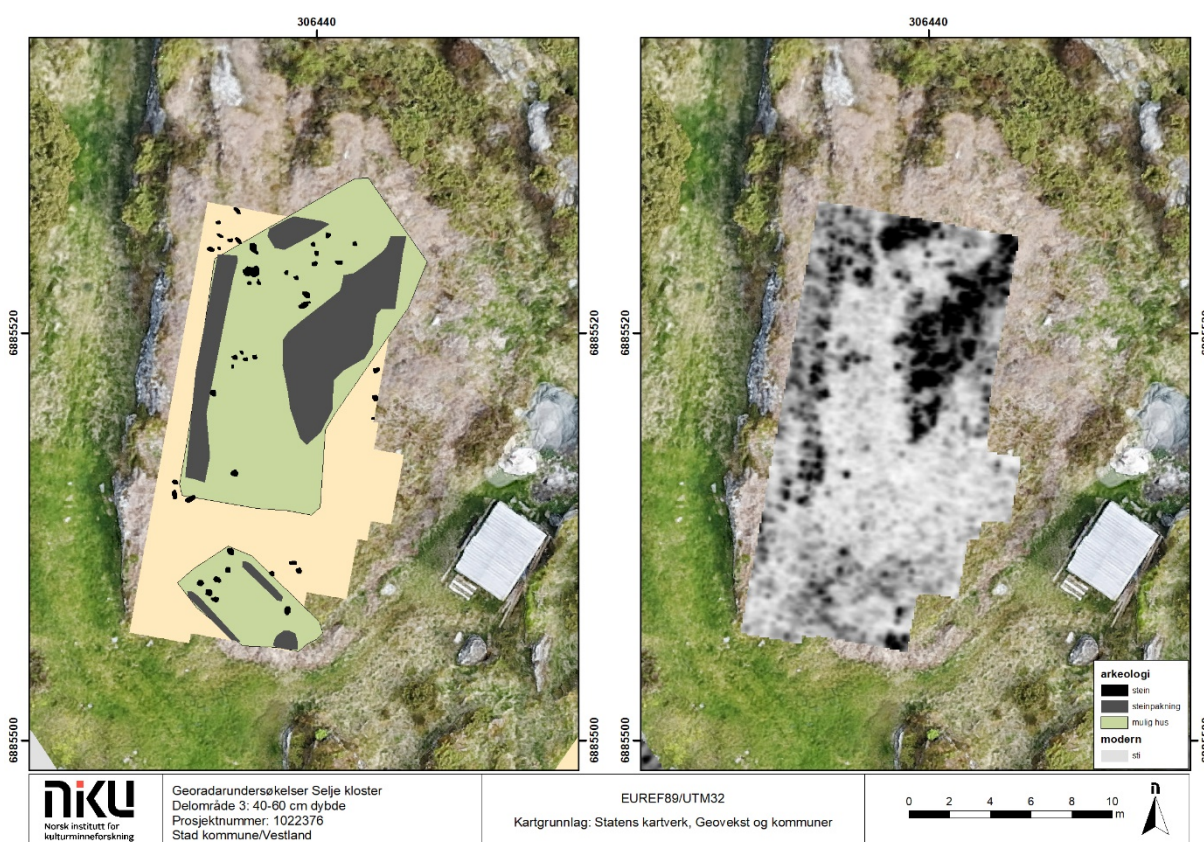 306440
306440
6885520
6885520
6885520
6885500
6885500
arkeologi
stein
steinpakning
mulig hus
modern
sti
niku
Norsk institutt for
kulturminneforskning
Georadarundersøkelser Selje kloster
Delområde 3: 40-60 cm dybde
Prosjektnummer: 1022376
Stad kommune/Vestland
EUREF89/UTM32
Kartgrunnlag: Statens kartverk, Geovekst og kommuner
0 2 4 6 8 10
m
n